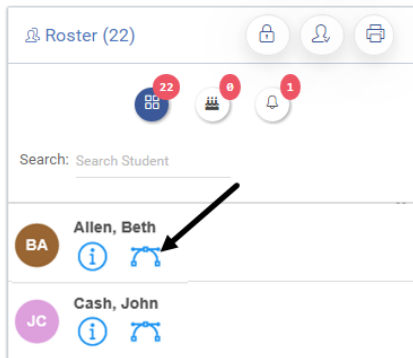 Roster (22)
22
0
1
Search: Search Student
Allen, Beth
BA
i
Cash, John
JC
i